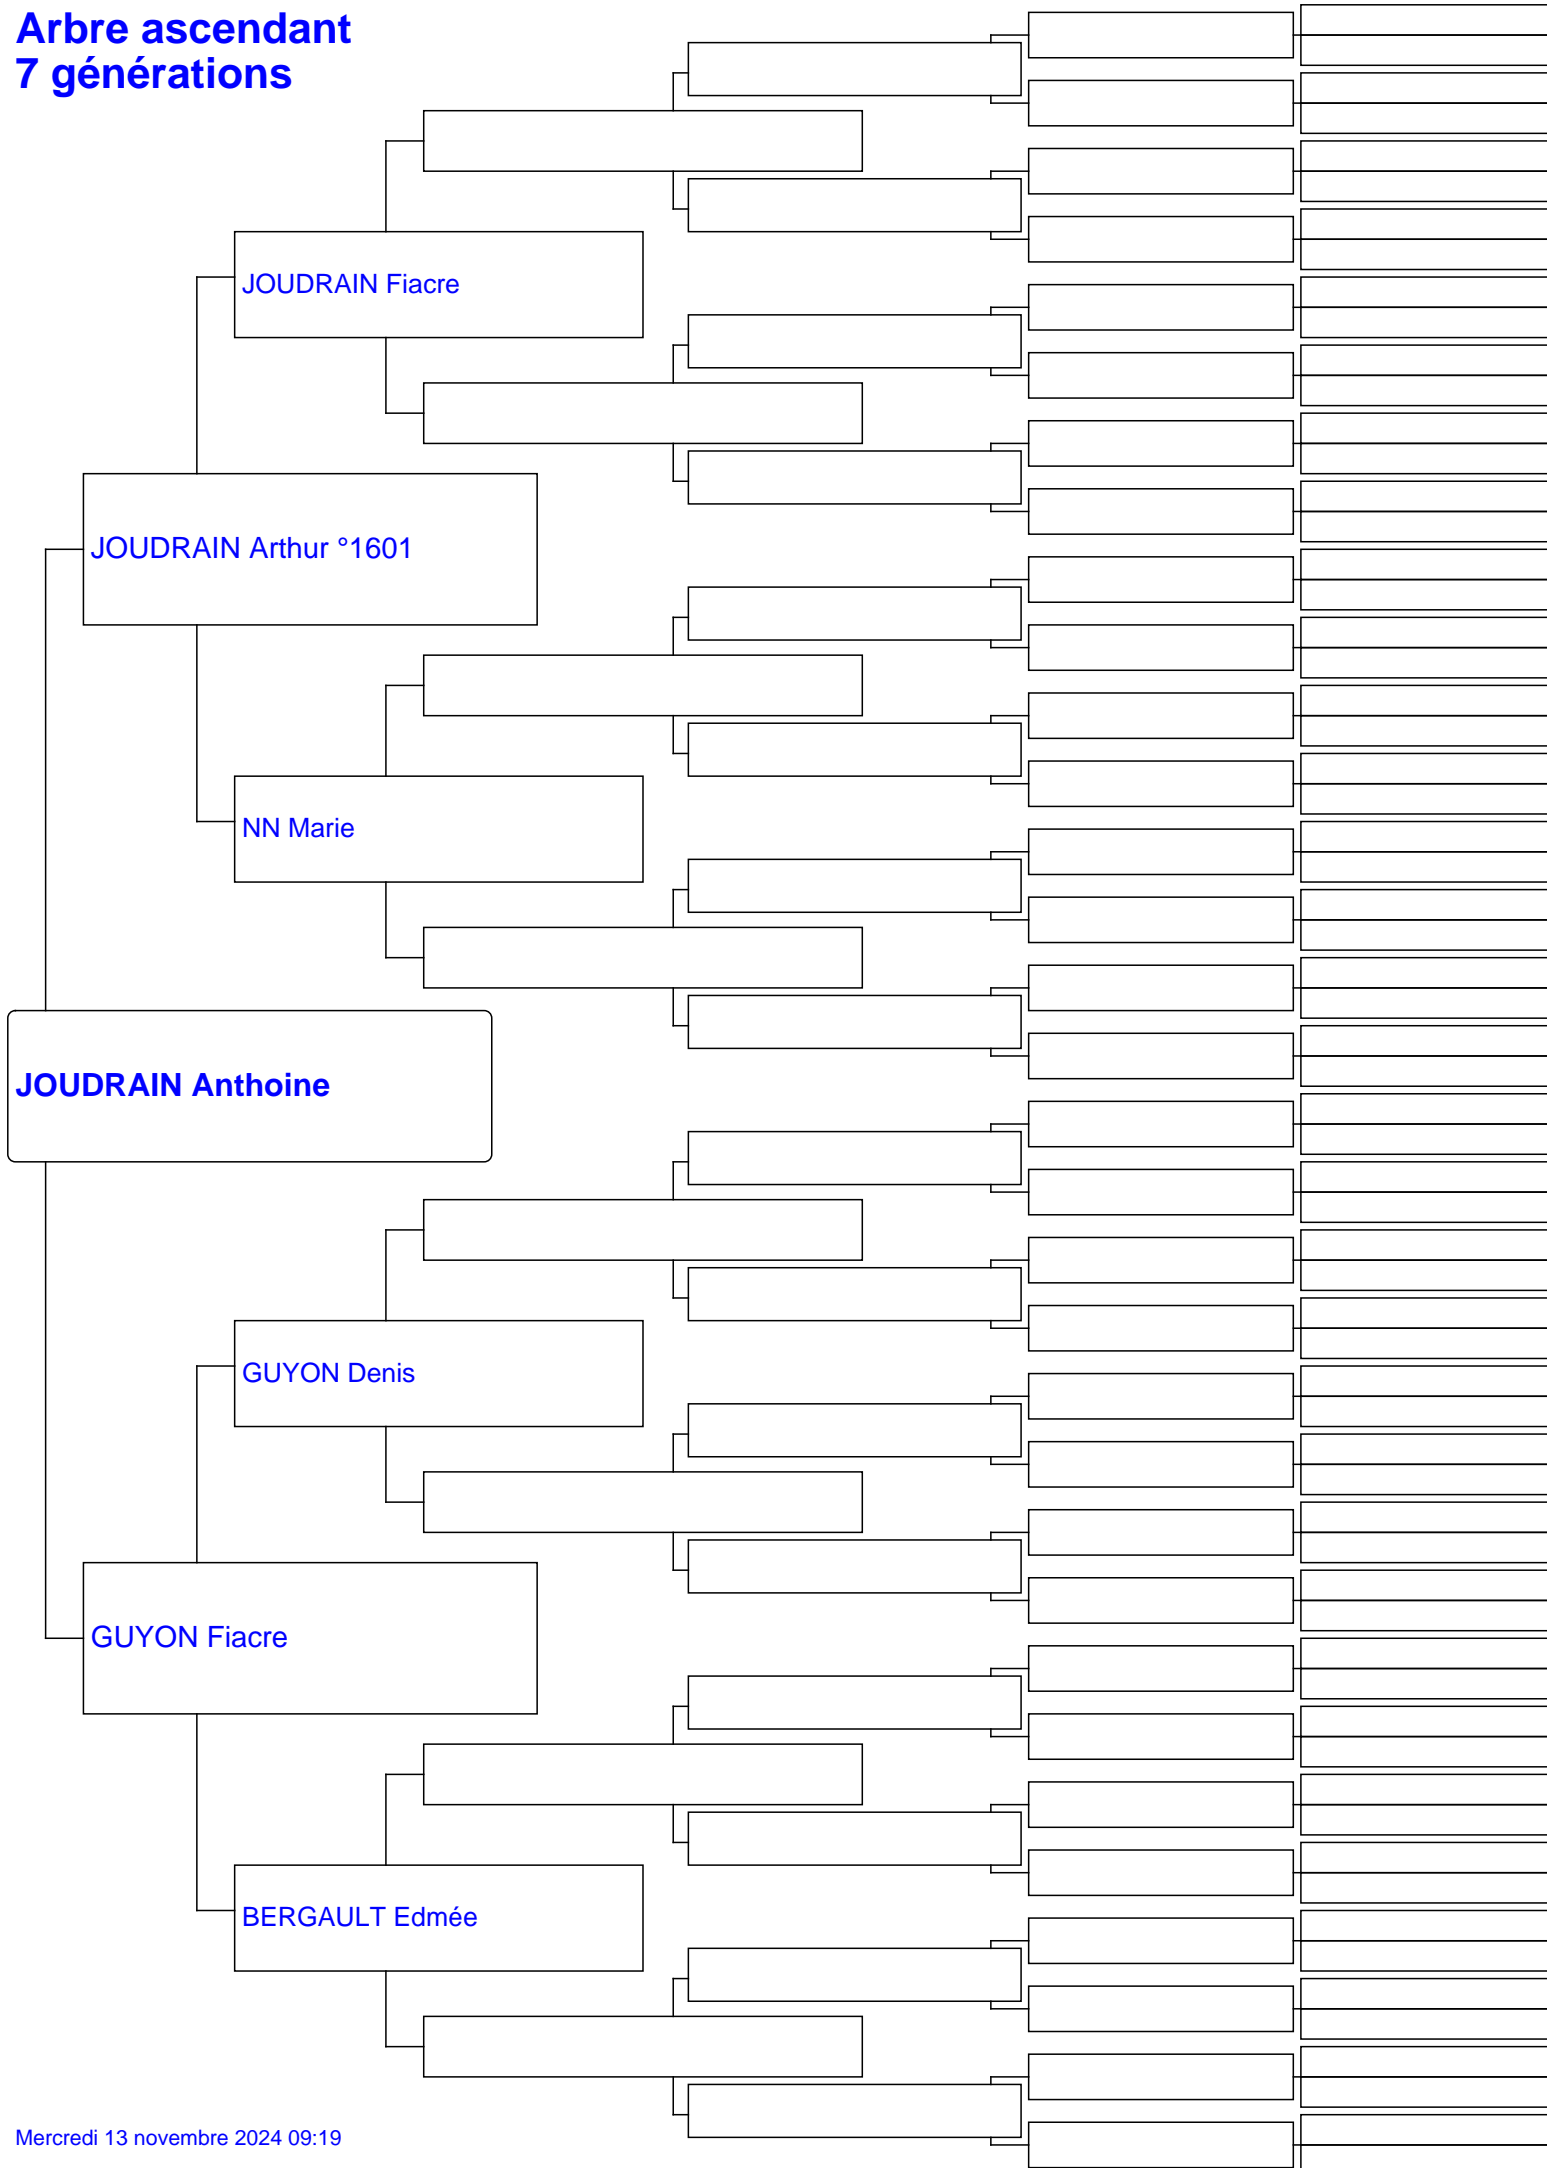 Arbre ascendant
7 générations
JOUDRAIN Fiacre
JOUDRAIN Arthur °1601
NN Marie
JOUDRAIN Anthoine
GUYON Denis
GUYON Fiacre
BERGAULT Edmée
Mercredi 13 novembre 2024 09:19